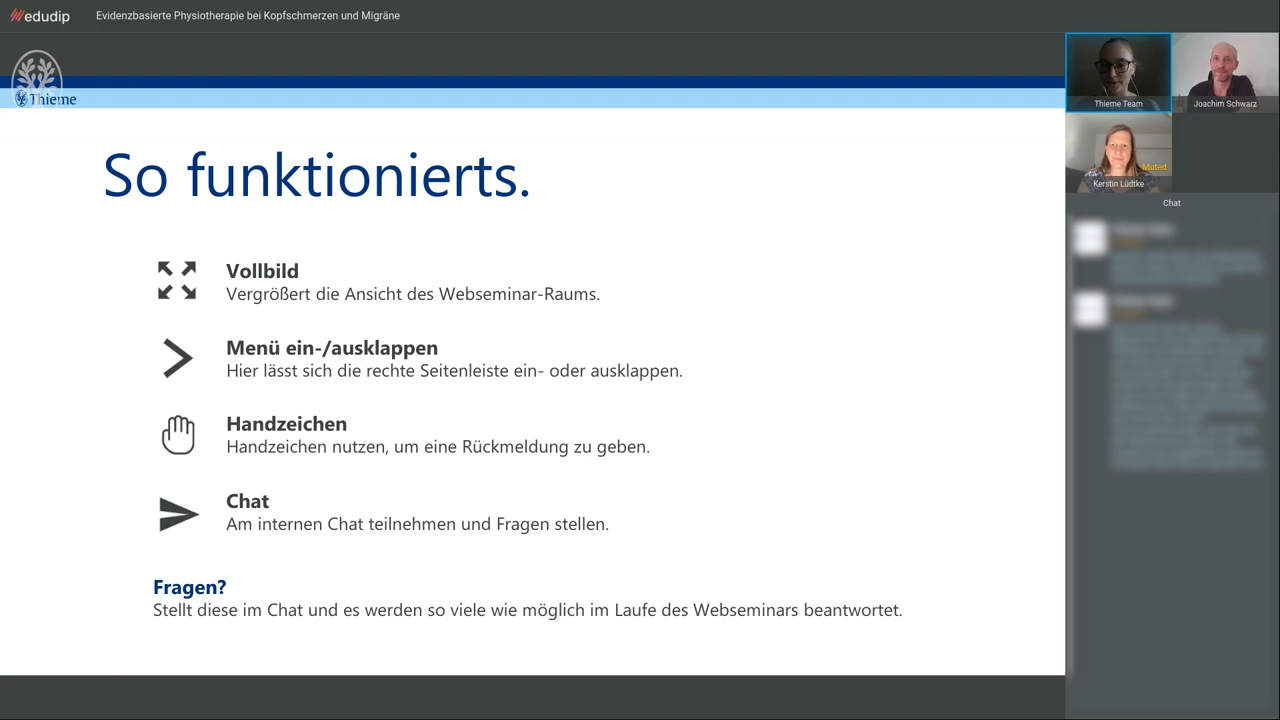 edudip
Evidenzbasierte Physiotherapie bei Kopfschmerzen und Migräne
Thieme
So funktionierts.
Vollbild
Vergrößert die Ansicht des Webseminar-Raums.
Menü ein-/ausklappen
Hier lässt sich die rechte Seitenleiste ein- oder ausklappen.
Handzeichen
Handzeichen nutzen, um eine Rückmeldung zu geben.
Chat
Am internen Chat teilnehmen und Fragen stellen.
Fragen?
Stellt diese im Chat und es werden so viele wie möglich im Laufe des Webseminars beantwortet.
Thieme Team
Joachim Schwarz
Muted
Kerstin Lüdtke
Chat